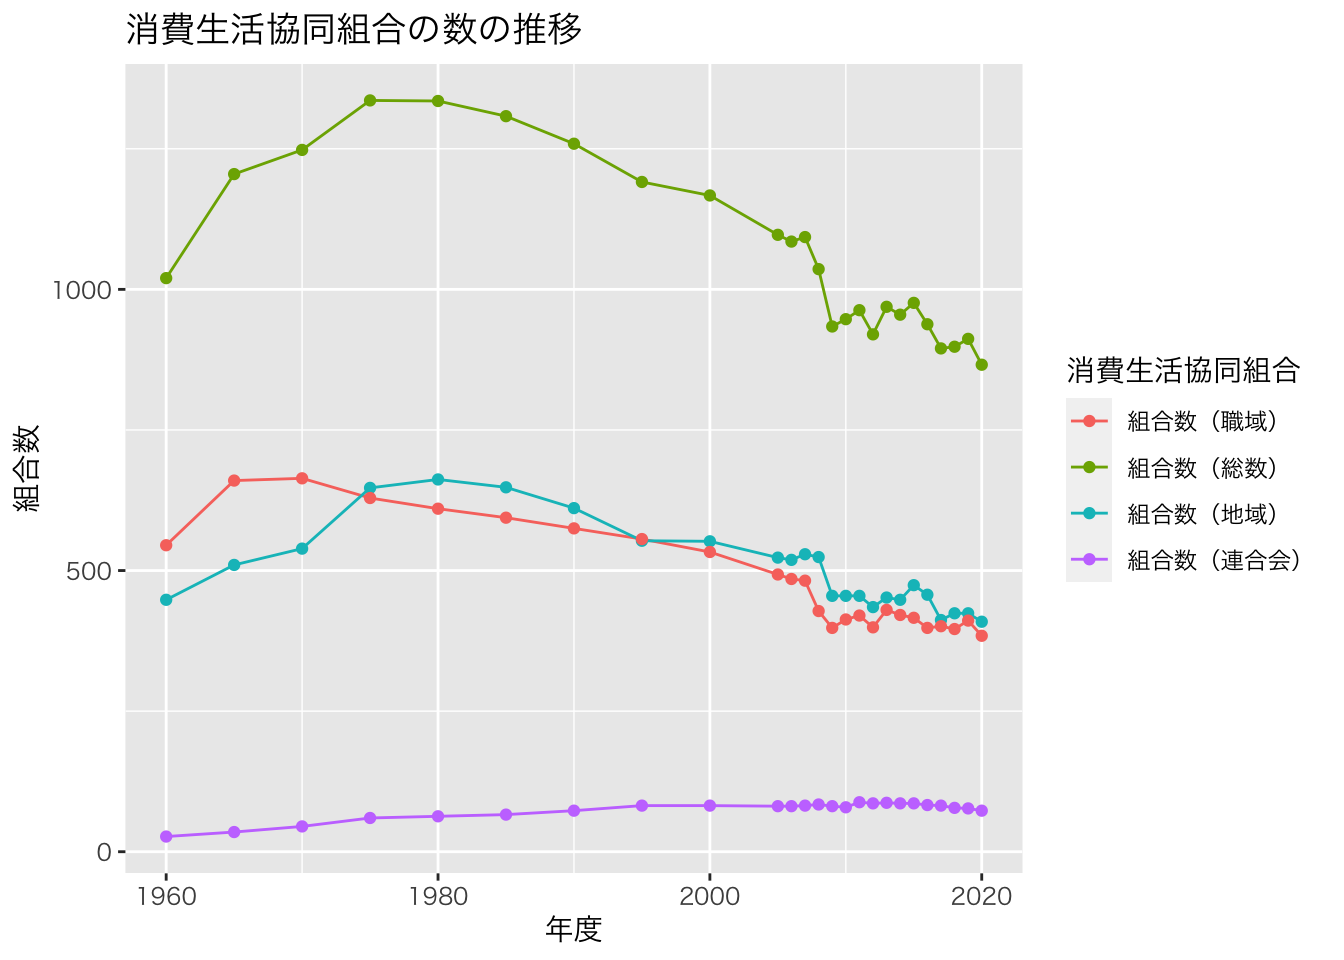 消費生活協同組合の数の推移
組合数
1000
500
0
1960
1980
2000
2020
年度
消費生活協同組合
組合数（職域）
組合数（総数）
組合数（地域）
組合数（連合会）